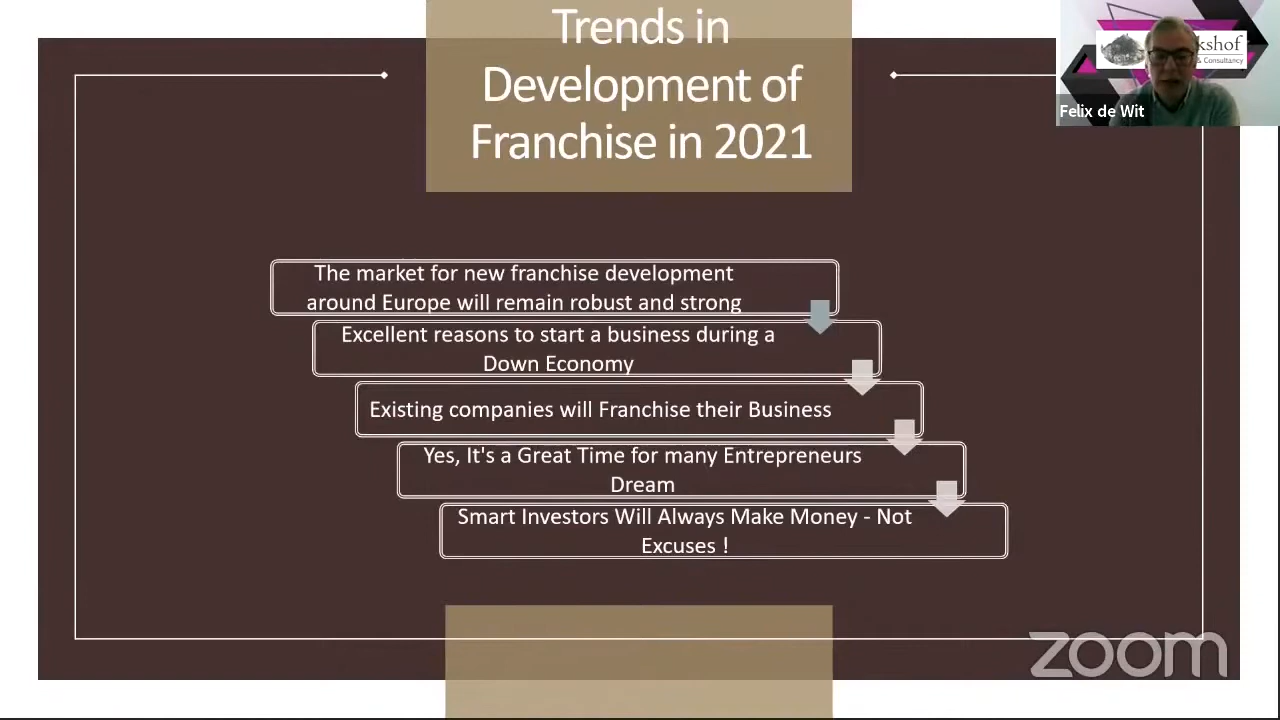 Trends in
Development of
Franchise in 2021
kshof
& Consultancy
Felix de Wit
The market for new franchise development
around Europe will remain robust and strong
Excellent reasons to start a business during a
Down Economy
Existing companies will Franchise their Business
Yes, It's a Great Time for many Entrepreneurs
Dream
Smart Investors Will Always Make Money - Not
Excuses !
zoom